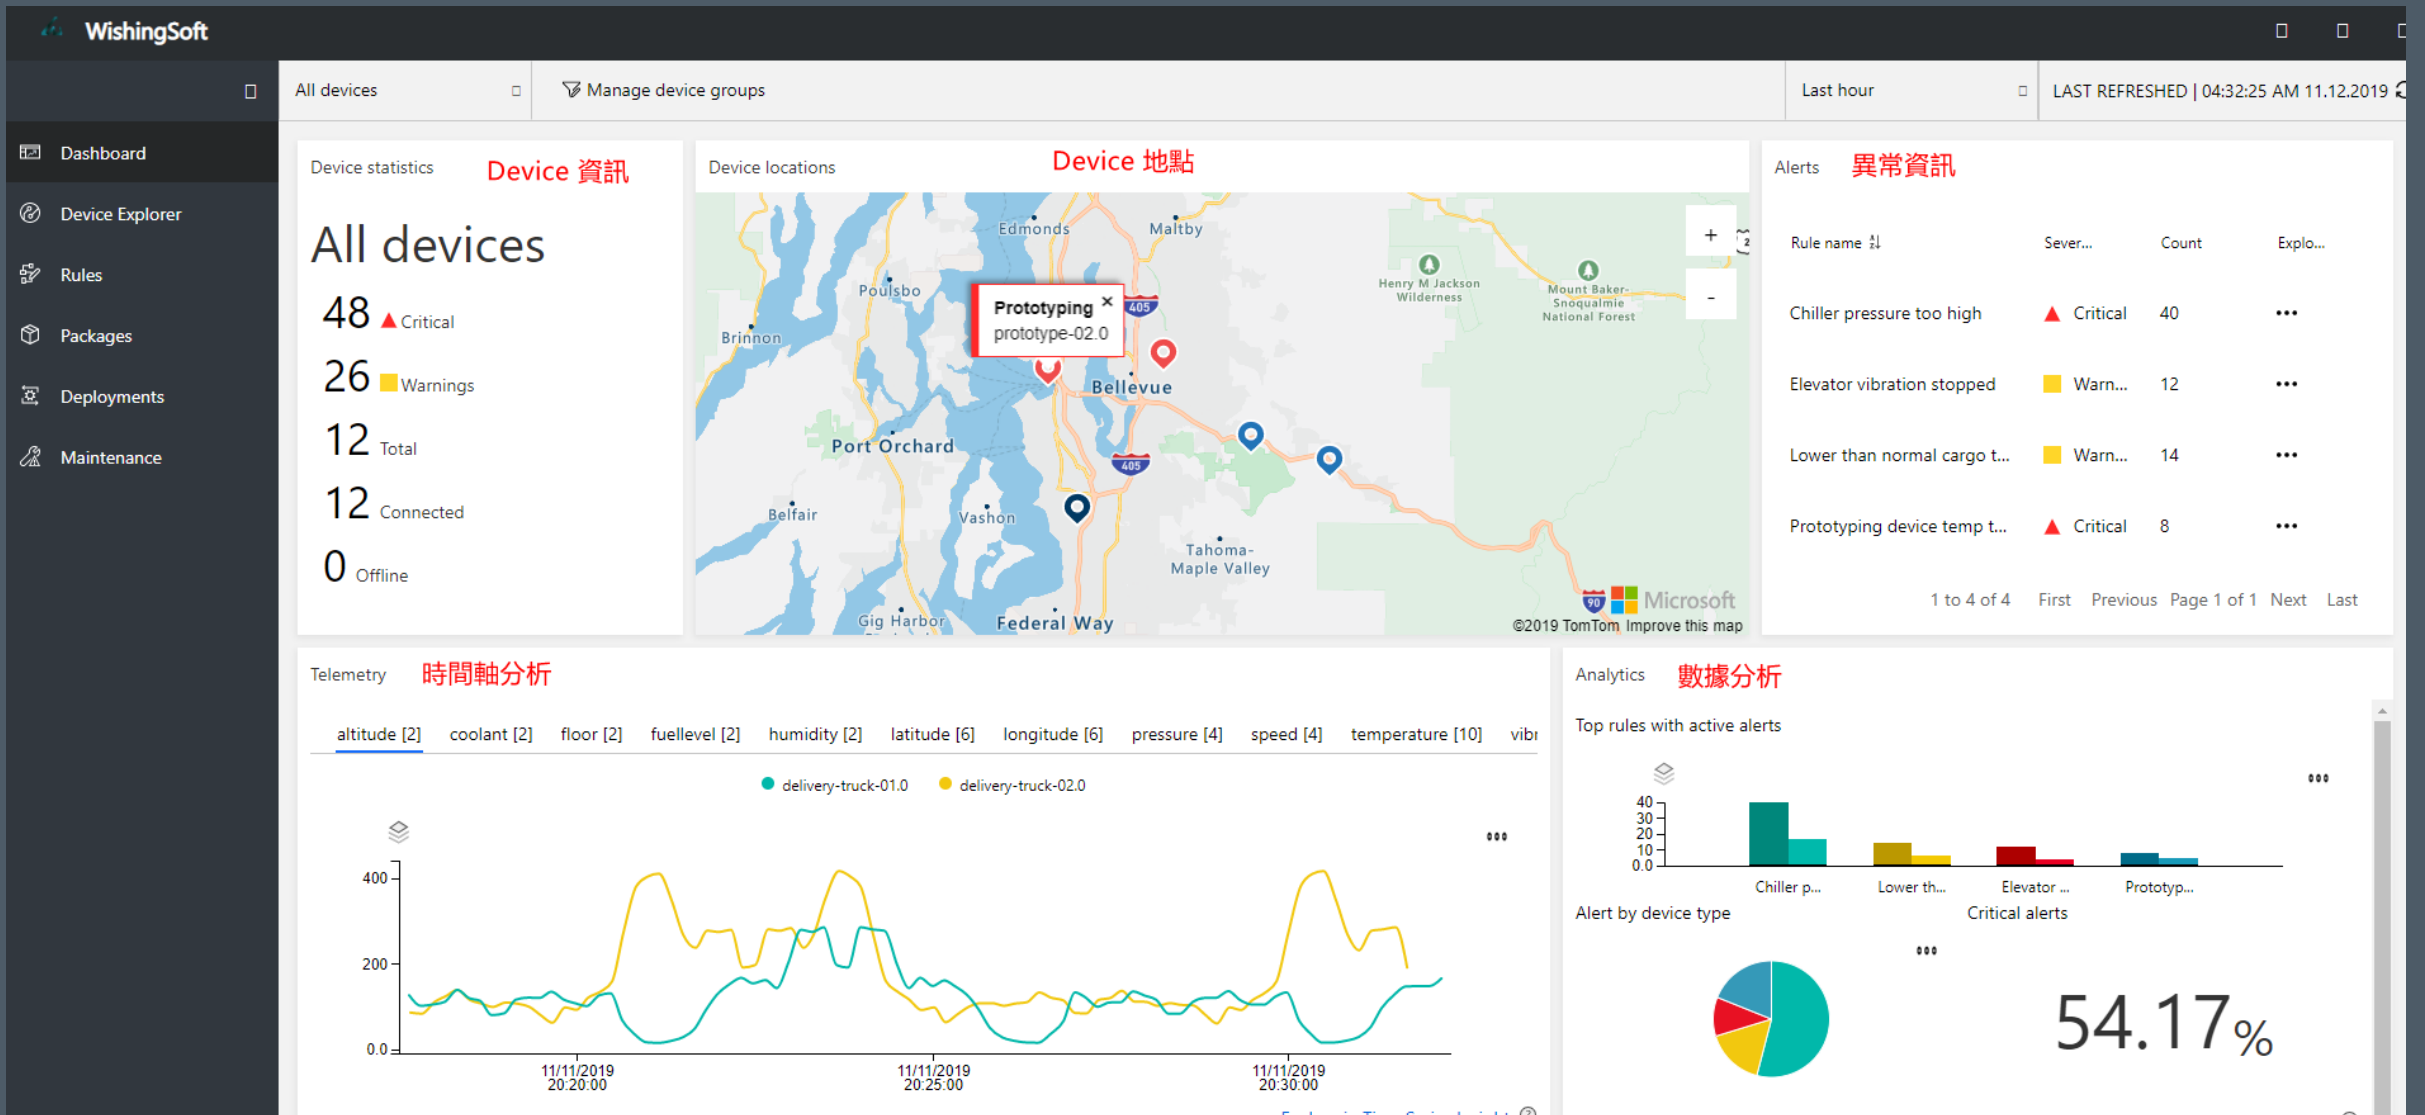 WishingSoft
All devices
Manage device groups
Last hour
LAST REFRESHED | 04:32:25 AM 11.12.2019
Dashboard
Device Explorer
Rules
Packages
Deployments
Maintenance
Device statistics
Device 資訊
All devices
48 Critical
26 Warnings
12 Total
12 Connected
0 Offline
Device locations
Device 地點
Edmonds
Maltby
Poulsbo
Henry M Jackson
Wilderness
Mount Baker-
Snoqualmie
National Forest
+
2
-
Prototyping ×
prototype-02.0
405
Brinnon
Bellevue
Port Orchard
405
Belfair
Vashon
Tahoma-
Maple Valley
Gig Harbor
Federal Way
90
Microsoft
©2019 TomTom Improve this map
Alerts
異常資訊
Rule name Sever... Count Explo...
Chiller pressure too high Critical 40 •••
Elevator vibration stopped Warn... 12 •••
Lower than normal cargo t... Warn... 14 •••
Prototyping device temp t... Critical 8 •••
1 to 4 of 4 First Previous Page 1 of 1 Next Last
Telemetry
時間軸分析
altitude [2] coolant [2] floor [2] fuellevel [2] humidity [2] latitude [6] longitude [6] pressure [4] speed [4] temperature [10] vibr
delivery-truck-01.0 delivery-truck-02.0
400
200
0.0
11/11/2019
20:20:00
11/11/2019
20:25:00
11/11/2019
20:30:00
Analytics
數據分析
Top rules with active alerts
40
30
20
10
0.0
Chiller p... Lower th... Elevator ... Prototyp...
Alert by device type
Critical alerts
54.17%